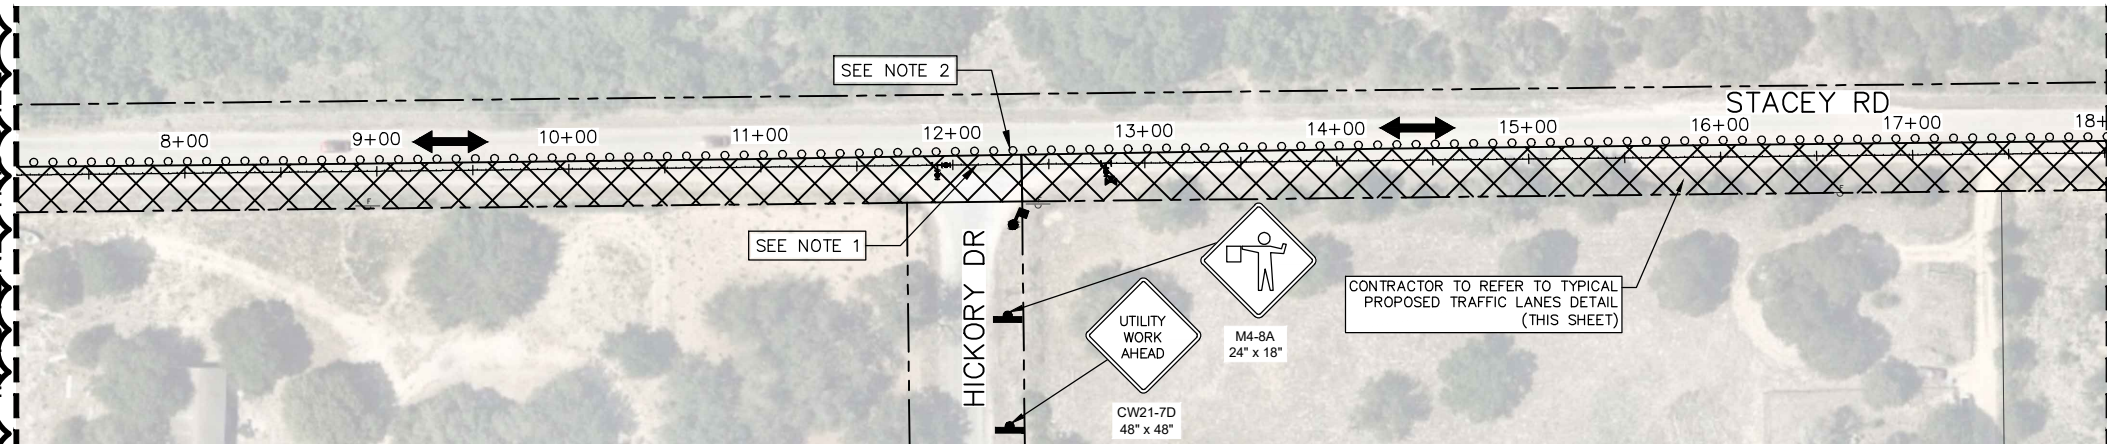 SEE NOTE 2
STACEY RD
8+00
9+00
10+00
11+00
12+00
13+00
14+00
15+00
16+00
17+00
18+
SEE NOTE 1
HICKORY DR
UTILITY
WORK
AHEAD
CW21-7D
48" x 48"
M4-8A
24" x 18"
CONTRACTOR TO REFER TO TYPICAL
PROPOSED TRAFFIC LANES DETAIL
(THIS SHEET)